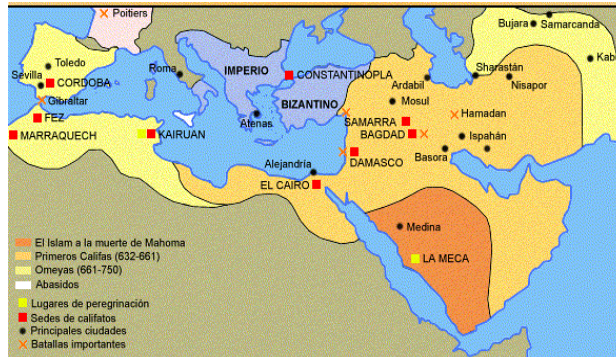 Poitiers
Bujara
Samarcanda
Toledo
Roma
IMPERIO
CONSTANTINOPLA
Sharastán
Kab
Sevilla
CORDOBA
Ardabil
Nisapor
Gibraltar
BIZANTINO
Mosul
Hamadan
FEZ
Atenas
SAMARRA
MARRAQUECH
KAIRUAN
BAGDAD
Ispahán
Basora
DAMASCO
Alejandría
EL CAIRO
Medina
LA MECA
El Islam a la muerte de Mahoma
Primeros Califas (632-661)
Omeyas (661-750)
Abasidos
Lugares de peregrinación
Sedes de califatos
Principales ciudades
Batallas importantes